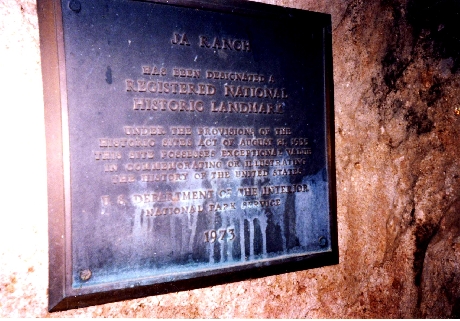 JA RANCH
HAS BEEN DESIGNATED A
REGISTERED NATIONAL
HISTORIC LANDMARK
UNDER THE PROVISIONS OF THE
HISTORIC SITES ACT OF AUGUST 21, 1935
THIS SITE POSSESSES EXCEPTIONAL VALUE
IN COMMEMORATING OR ILLUSTRATING
THE HISTORY OF THE UNITED STATES
U. S. DEPARTMENT OF THE INTERIOR
NATIONAL PARK SERVICE
1973